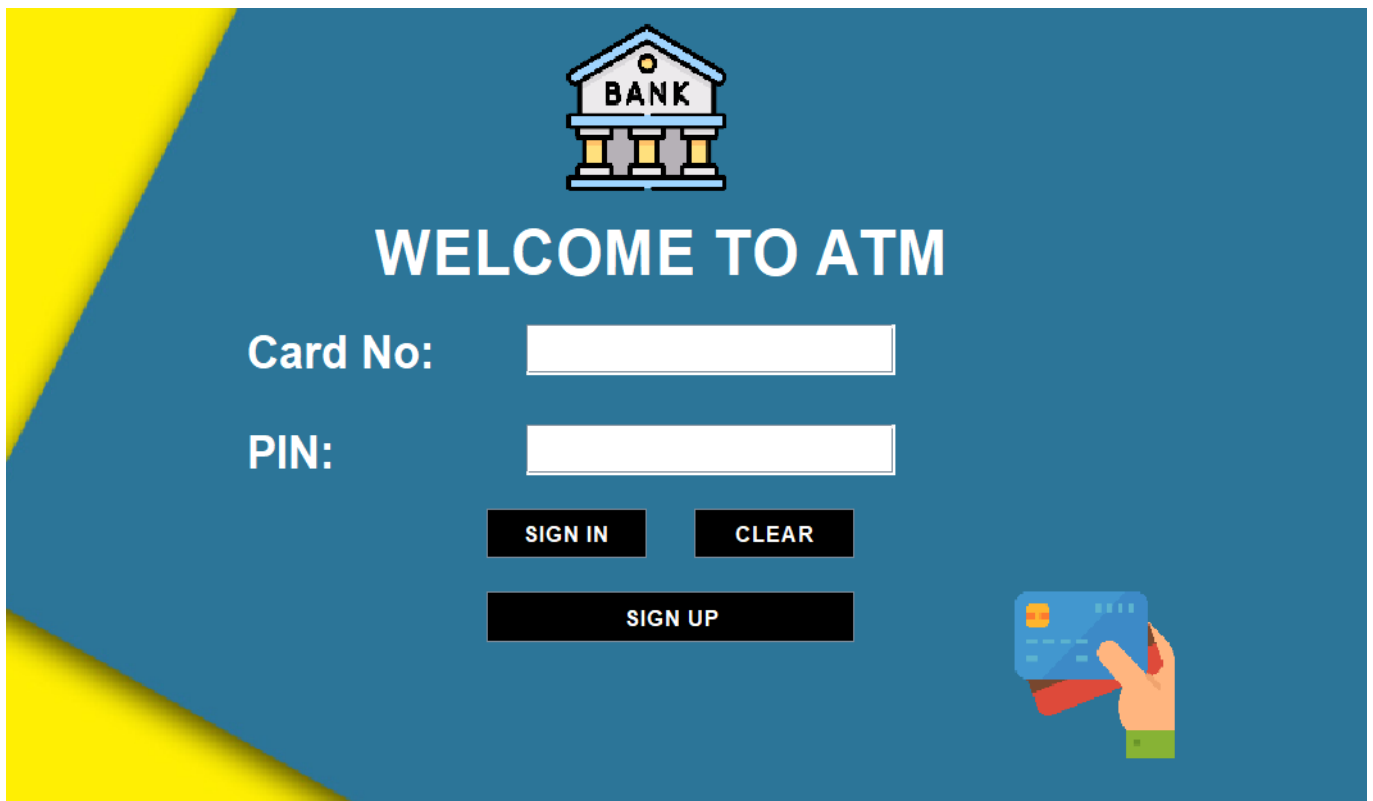 BANK
WELCOME TO ATM
Card No:
PIN:
SIGN IN CLEAR
SIGN UP